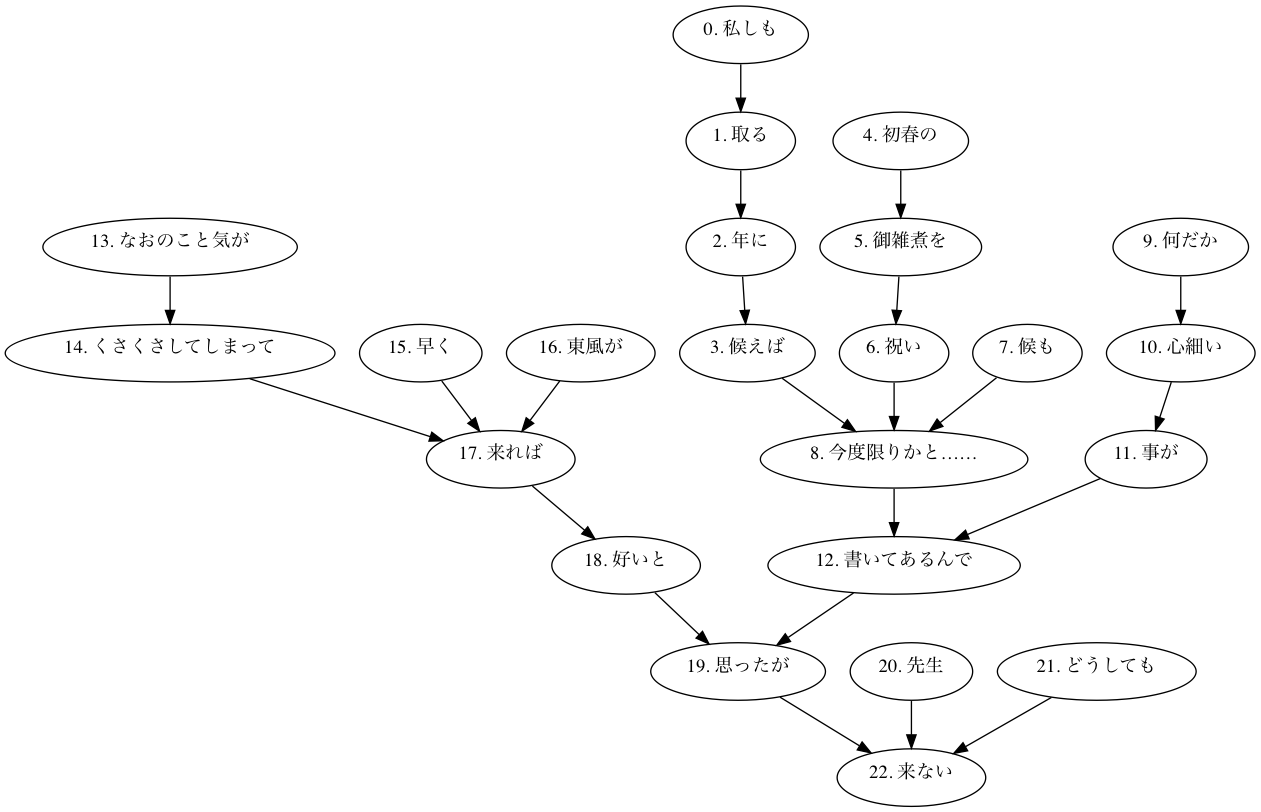 0. 私しも
1. 取る
4. 初春の
13. なおのこと気が
2. 年に
5. 御雑煮を
9. 何だか
14. くさくさしてしまって
15. 早く
16. 東風が
3. 候えば
6. 祝い
7. 候も
10. 心細い
17. 来れば
8. 今度限りかと……
11. 事が
18. 好いと
12. 書いてあるんで
19. 思ったが
20. 先生
21. どうしても
22. 来ない